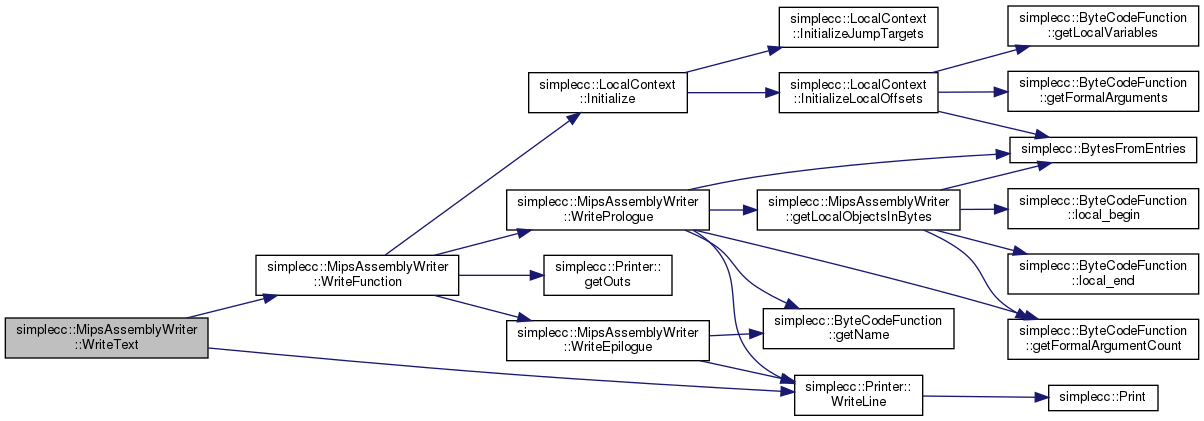 simplecc::MipsAssemblyWriter
::WriteText
simplecc::MipsAssemblyWriter
::WriteFunction
simplecc::LocalContext
::Initialize
simplecc::MipsAssemblyWriter
::WritePrologue
simplecc::Printer::
getOuts
simplecc::MipsAssemblyWriter
::WriteEpilogue
simplecc::LocalContext
::InitializeJumpTargets
simplecc::LocalContext
::InitializeLocalOffsets
simplecc::MipsAssemblyWriter
::getLocalObjectsInBytes
simplecc::ByteCodeFunction
::getName
simplecc::Printer::
WriteLine
simplecc::ByteCodeFunction
::getLocalVariables
simplecc::ByteCodeFunction
::getFormalArguments
simplecc::BytesFromEntries
simplecc::ByteCodeFunction
::local_begin
simplecc::ByteCodeFunction
::local_end
simplecc::ByteCodeFunction
::getFormalArgumentCount
simplecc::Print